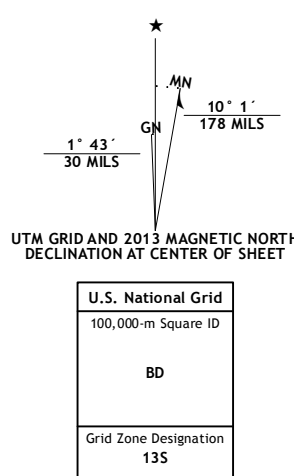 ★
MN
GN
10° 1´
178 MILS
1° 43´
30 MILS
UTM GRID AND 2013 MAGNETIC NORTH
DECLINATION AT CENTER OF SHEET
U.S. National Grid
100,000-m Square ID
BD
Grid Zone Designation
13S